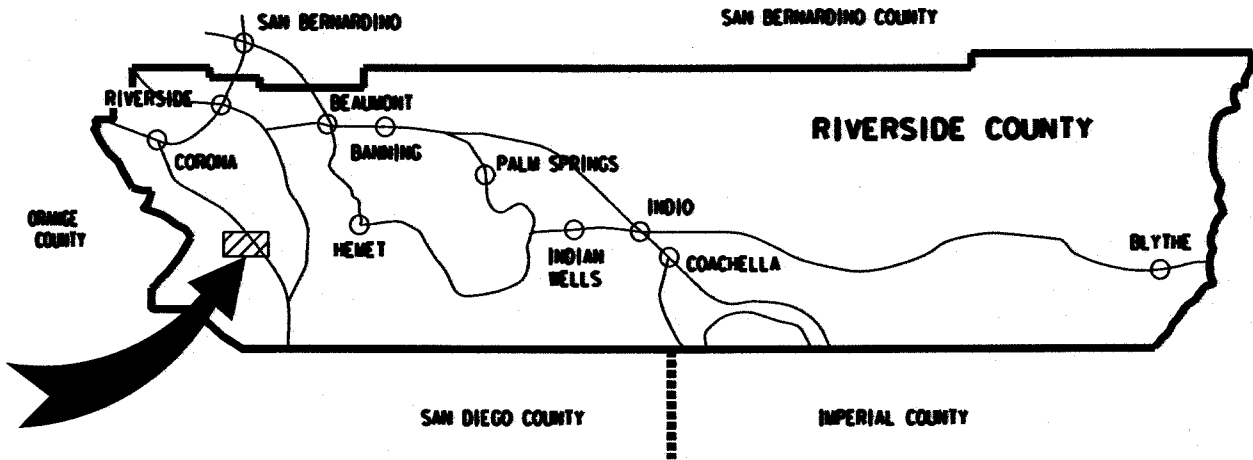 SAN BERNARDINO
SAN BERNARDINO COUNTY
RIVERSIDE
BEAUMONT
RIVERSIDE COUNTY
CORONA
BANNING
PALM SPRINGS
ORANGE
COUNTY
HEMET
INDIO
INDIAN
WELLS
COACHELLA
BLYTHE
SAN DIEGO COUNTY
IMPERIAL COUNTY